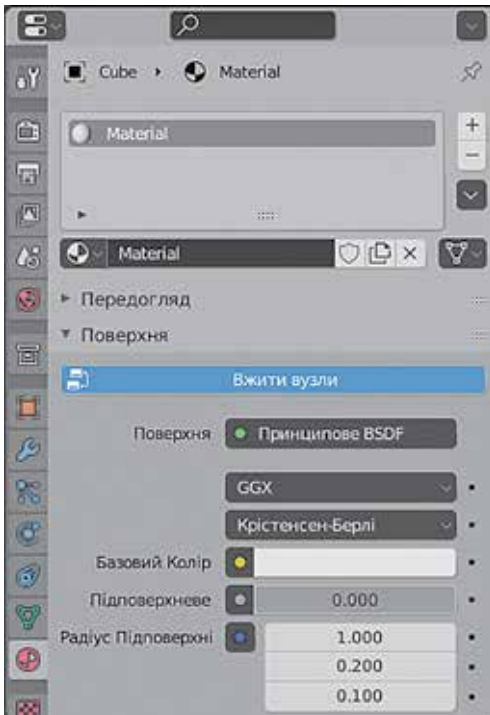 Cube › Material
Material
Material
Передогляд
Поверхня
Вжити вузли
Поверхня Принципове BSDF
GGX
Крістенсен-Берлі
Базовий Колір
Підповерхневе 0.000
Радіус Підповерхні 1.000
0.200
0.100